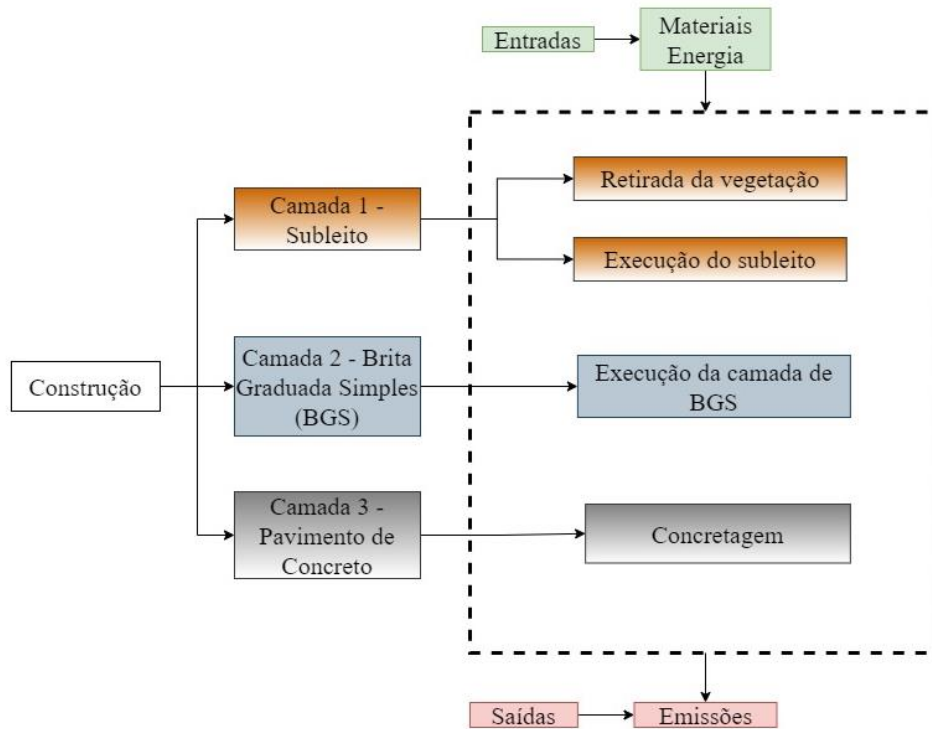 Entradas
Materiais
Energia
Camada 1 -
Subleito
Retirada da vegetação
Execução do subleito
Construção
Camada 2 - Brita
Graduada Simples
(BGS)
Execução da camada de
BGS
Camada 3 -
Pavimento de
Concreto
Concretagem
Saídas
Emissões